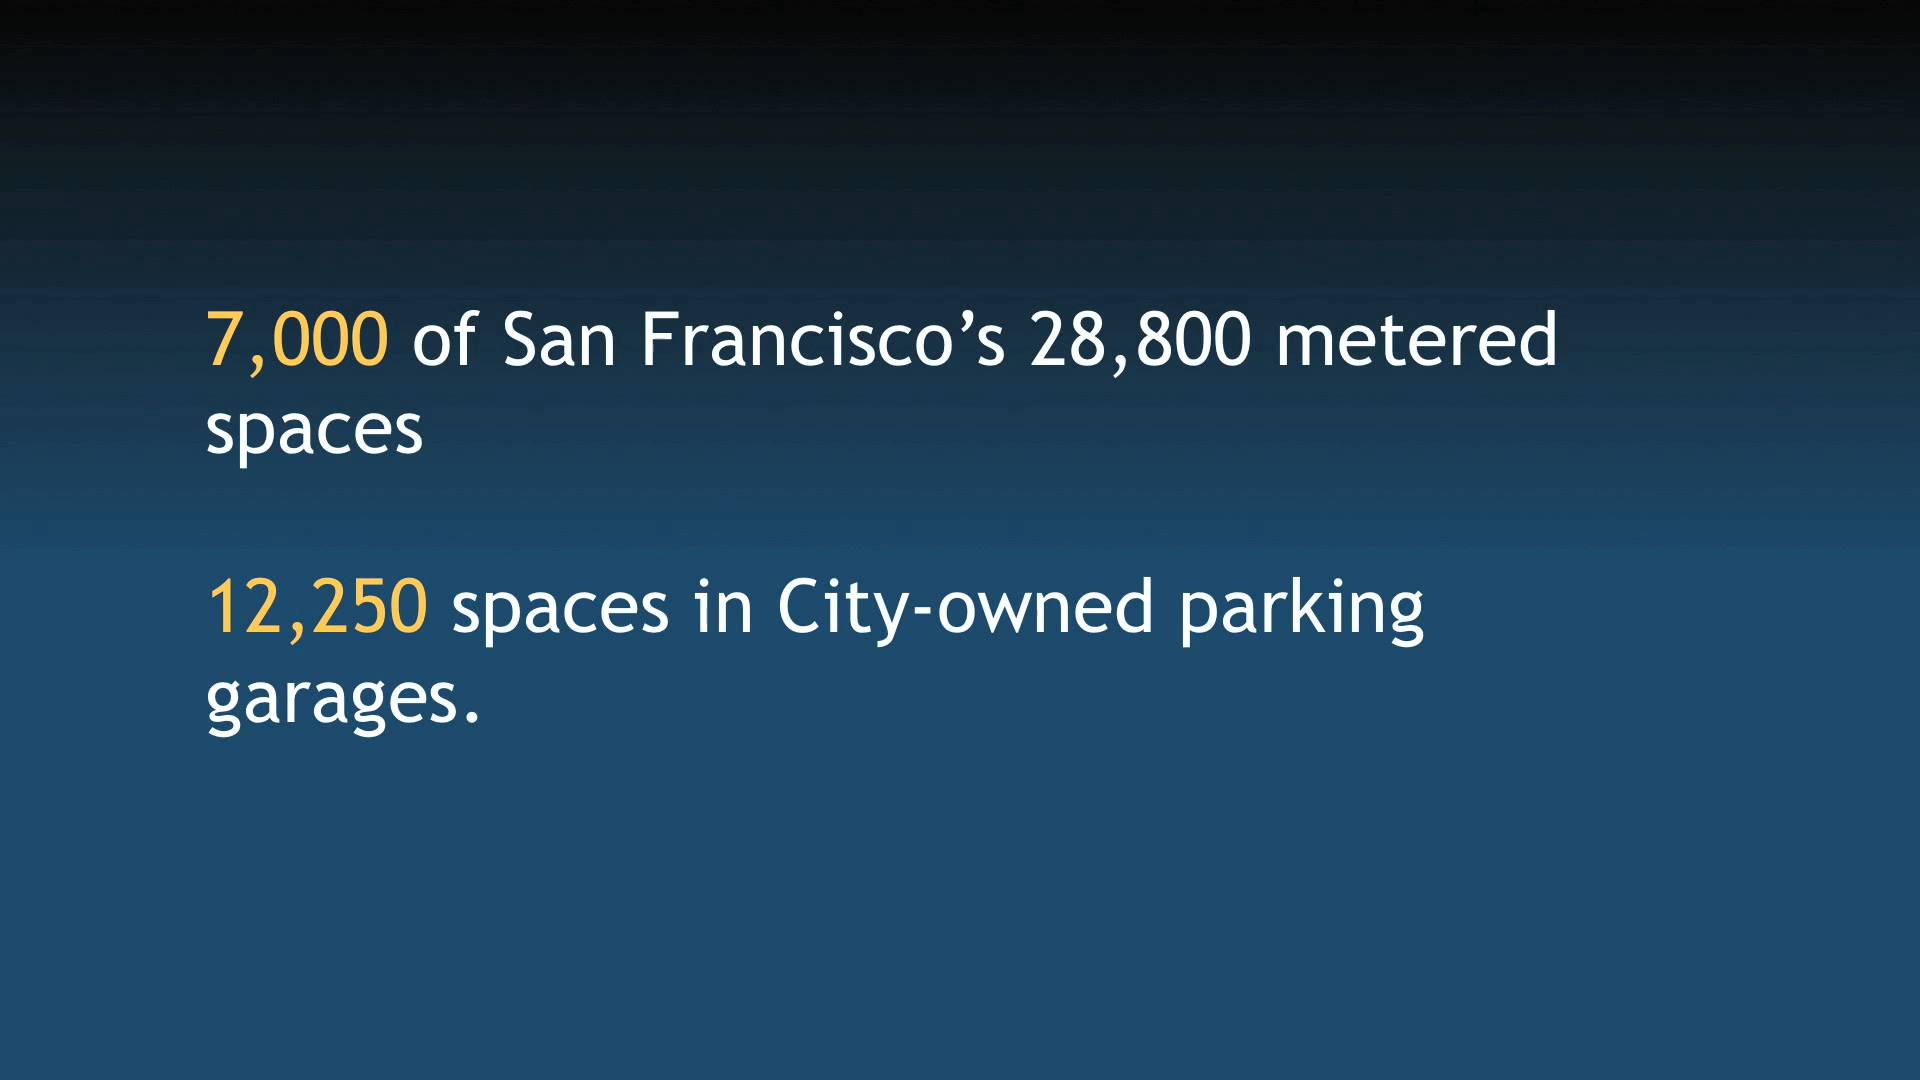 7,000 of San Francisco’s 28,800 metered
spaces
12,250 spaces in City-owned parking
garages.